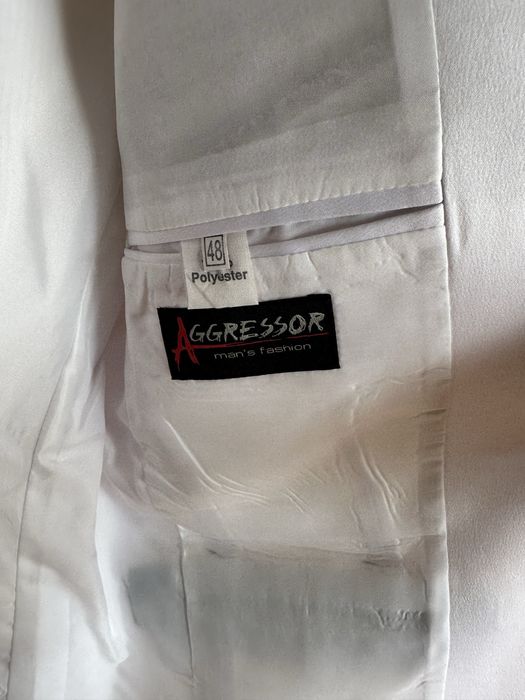 48
Polyester
AGGRESSOR
man's fashion